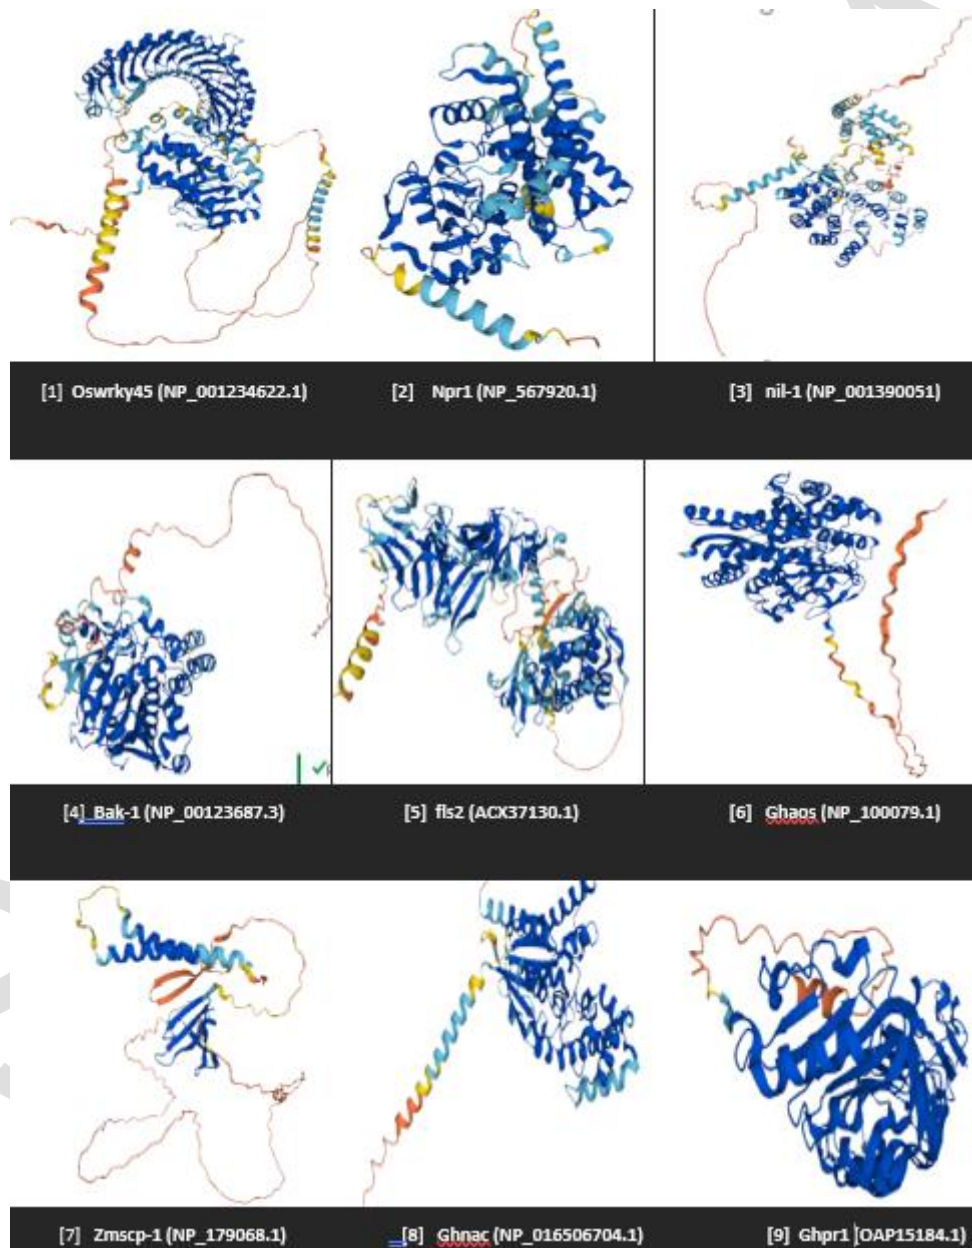 [1] Oswrky45 (NP_001234622.1)
[2] Npr1 (NP_567920.1)
[3] nil-1 (NP_001390051)
[4] Bak-1 (NP_00123687.3)
[5] fls2 (ACX37130.1)
[6] Ghaos (NP_100079.1)
[7] Zmscp-1 (NP_179068.1)
[8] Ghnac (NP_016506704.1)
[9] Ghpr1 [OAP15184.1)